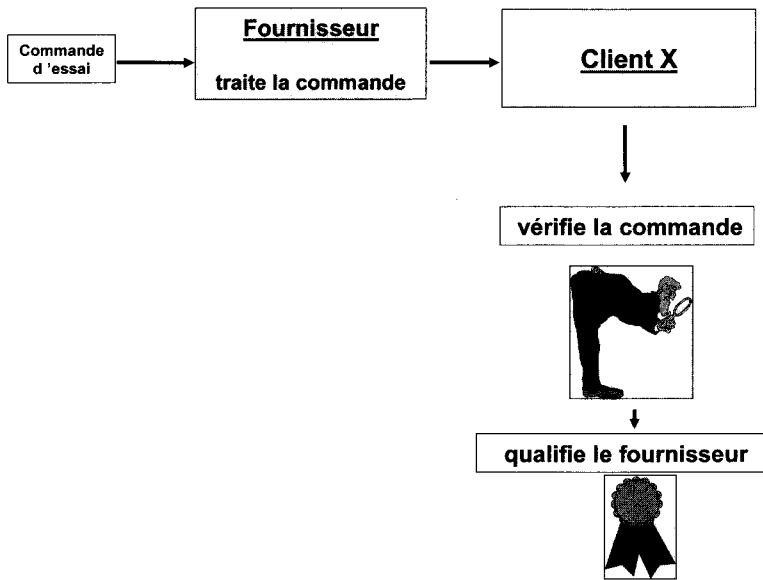 Commande
d 'essai
Fournisseur
traite la commande
Client X
vérifie la commande
qualifie le fournisseur